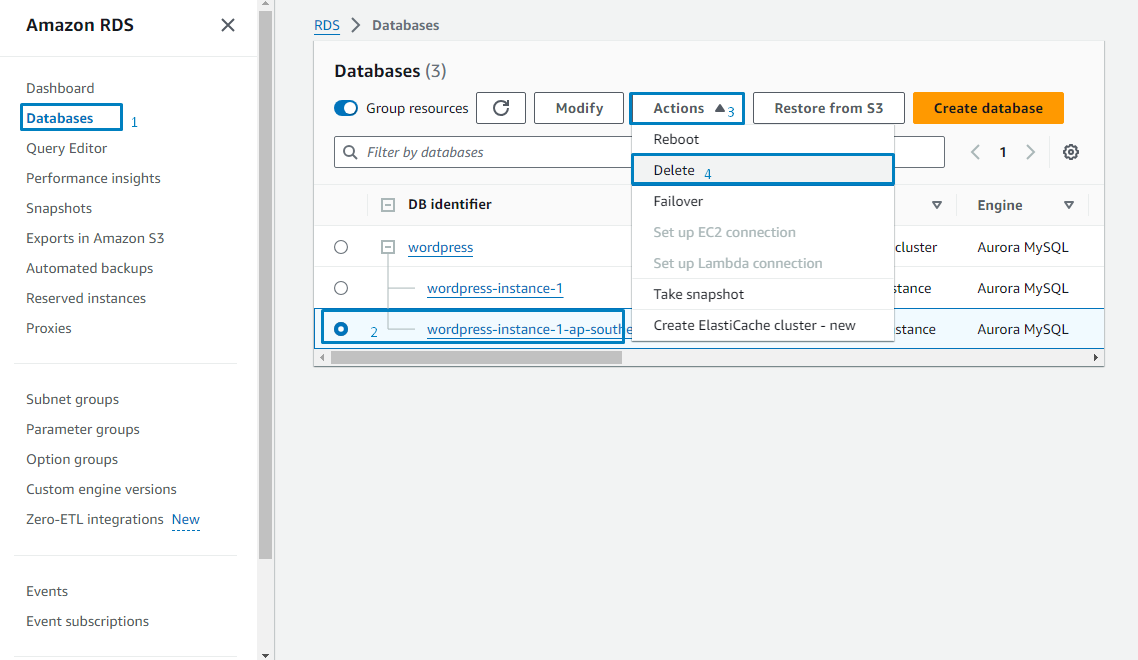 Amazon RDS
Dashboard
Databases 1
Query Editor
Performance insights
Snapshots
Exports in Amazon S3
Automated backups
Reserved instances
Proxies
Subnet groups
Parameter groups
Option groups
Custom engine versions
Zero-ETL integrations New
Events
Event subscriptions
RDS > Databases
Databases (3)
Group resources Modify Actions 3 Restore from S3 Create database
Filter by databases 1
Reboot
Delete 4
Failover
Set up EC2 connection
Set up Lambda connection
Take snapshot
Create ElastiCache cluster - new
DB identifier Engine
wordpress cluster Aurora MySQL
wordpress-instance-1 stance Aurora MySQL
2 wordpress-instance-1-ap-southe stance Aurora MySQL